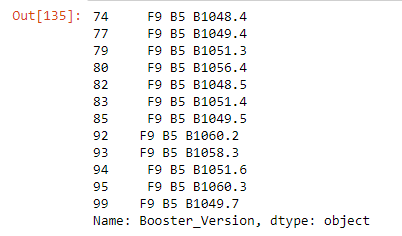 Out[135]: 74 F9 B5 B1048.4
77 F9 B5 B1049.4
79 F9 B5 B1051.3
80 F9 B5 B1056.4
82 F9 B5 B1048.5
83 F9 B5 B1051.4
85 F9 B5 B1049.5
92 F9 B5 B1060.2
93 F9 B5 B1058.3
94 F9 B5 B1051.6
95 F9 B5 B1060.3
99 F9 B5 B1049.7
Name: Booster_Version, dtype: object